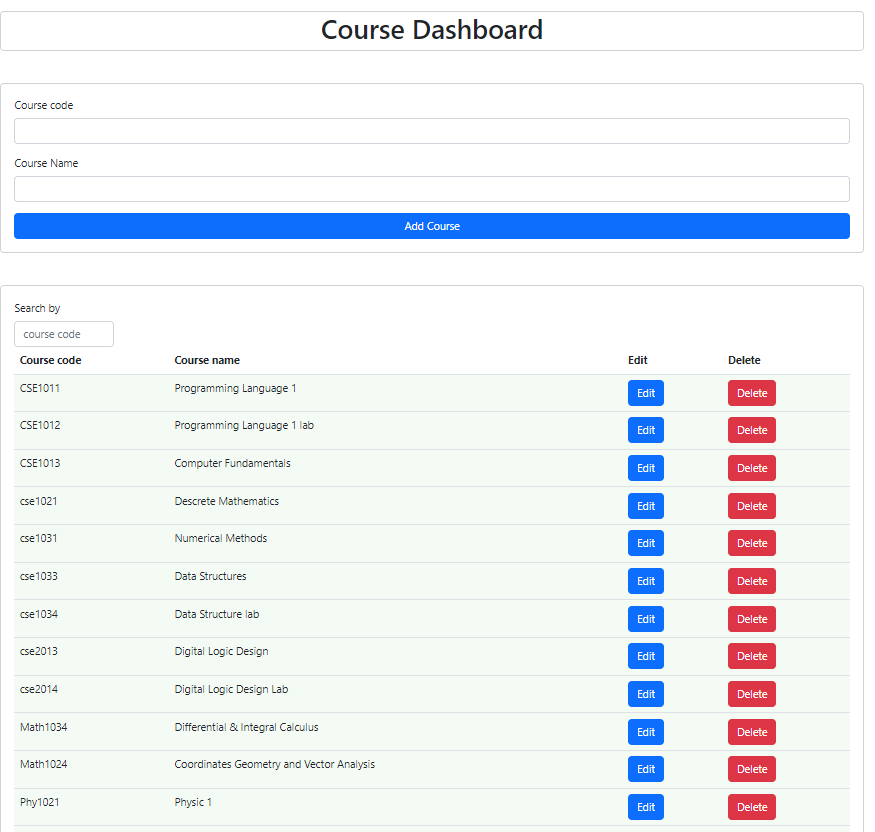 Course Dashboard
Course code
Course Name
Add Course
Search by
course code
Course code Course name Edit Delete
CSE1011 Programming Language 1 Edit Delete
CSE1012 Programming Language 1 lab Edit Delete
CSE1013 Computer Fundamentals Edit Delete
cse1021 Descrete Mathematics Edit Delete
cse1031 Numerical Methods Edit Delete
cse1033 Data Structures Edit Delete
cse1034 Data Structure lab Edit Delete
cse2013 Digital Logic Design Edit Delete
cse2014 Digital Logic Design Lab Edit Delete
Math1034 Differential & Integral Calculus Edit Delete
Math1024 Coordinates Geometry and Vector Analysis Edit Delete
Phy1021 Physic 1 Edit Delete